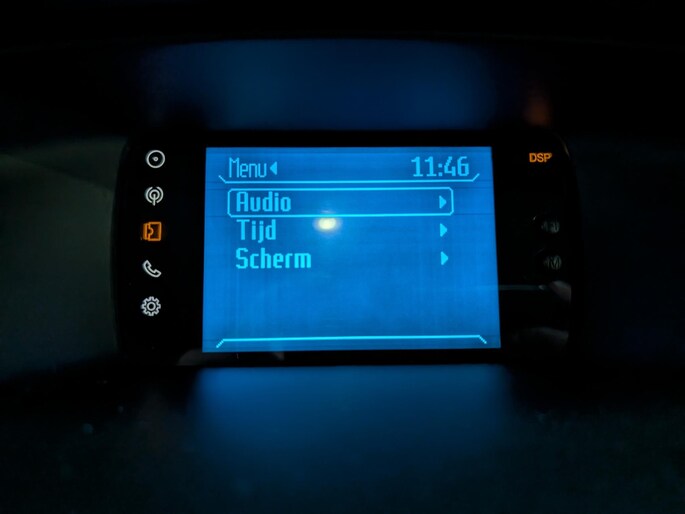 Menu
11:46
Audio
Tijd
Scherm
DSP